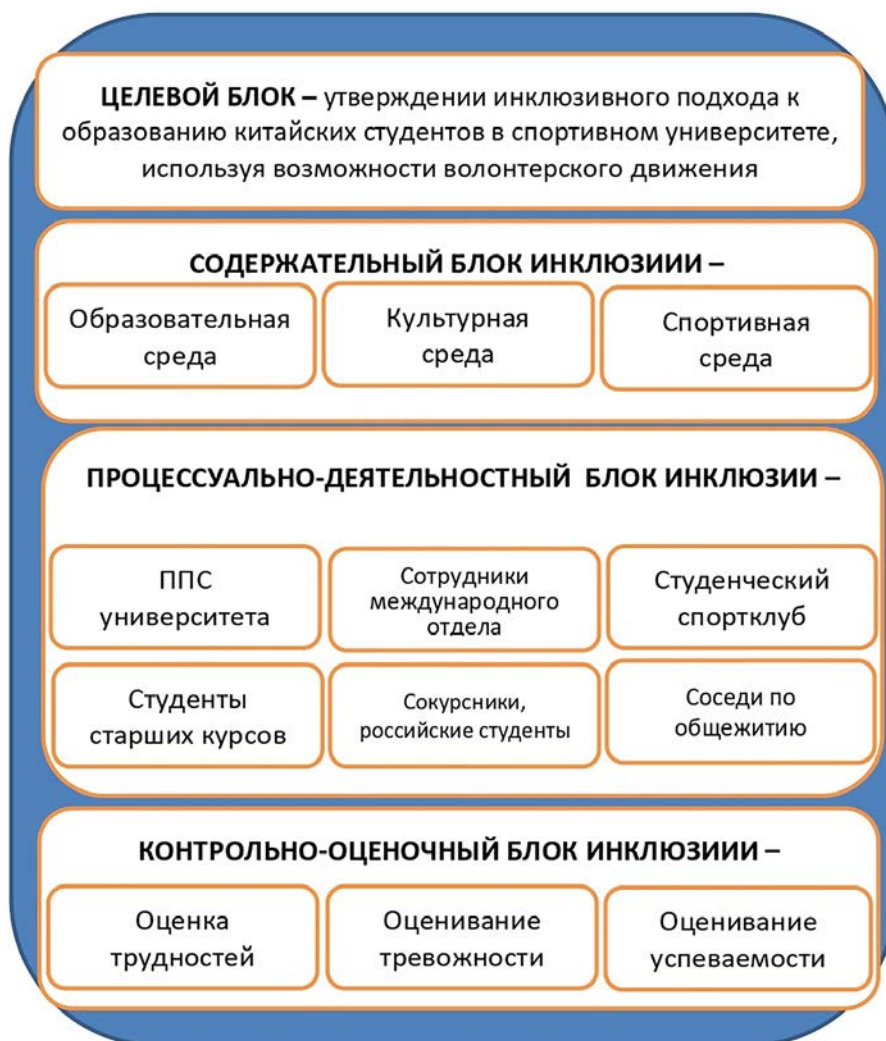 ЦЕЛЕВОЙ БЛОК – утверждении инклюзивного подхода к
образованию китайских студентов в спортивном университете,
используя возможности волонтерского движения
СОДЕРЖАТЕЛЬНЫЙ БЛОК ИНКЛЮЗИИИ –
Образовательная
среда
Культурная
среда
Спортивная
среда
ПРОЦЕССУАЛЬНО-ДЕЯТЕЛЬНОСТНЫЙ БЛОК ИНКЛЮЗИИ –
ППС
университета
Сотрудники
международного
отдела
Студенческий
спортклуб
Студенты
старших курсов
Сокурсники,
российские студенты
Соседи по
общежитию
КОНТРОЛЬНО-ОЦЕНОЧНЫЙ БЛОК ИНКЛЮЗИИИ –
Оценка
трудностей
Оценивание
тревожности
Оценивание
успеваемости